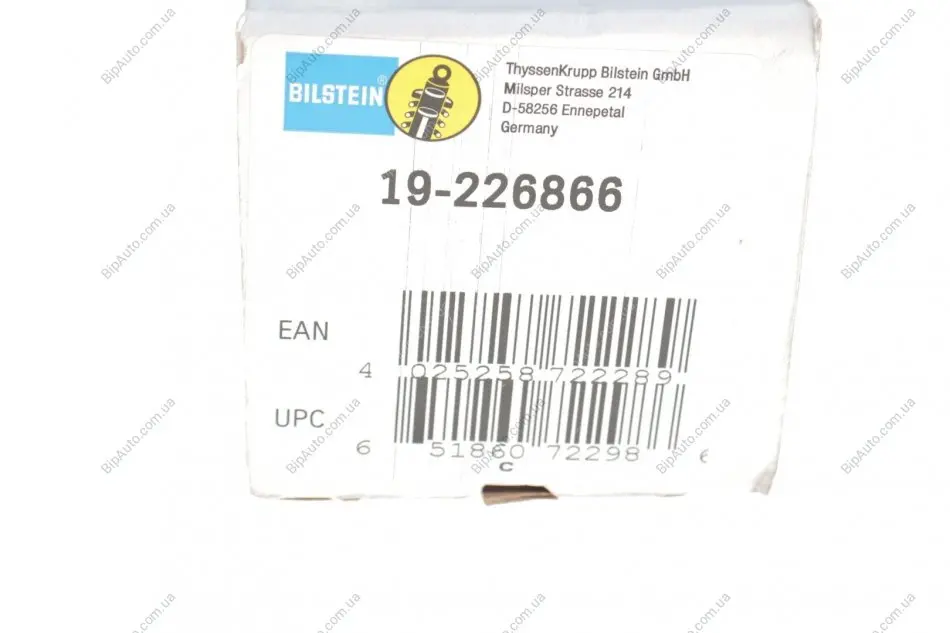 BILSTEIN®
ThyssenKrupp Bilstein GmbH
Milsper Strasse 214
D-58256 Ennepetal
Germany
19-226866
EAN
4 025258 722289
UPC
6 51860 72298 6
C
BipAuto.com.ua